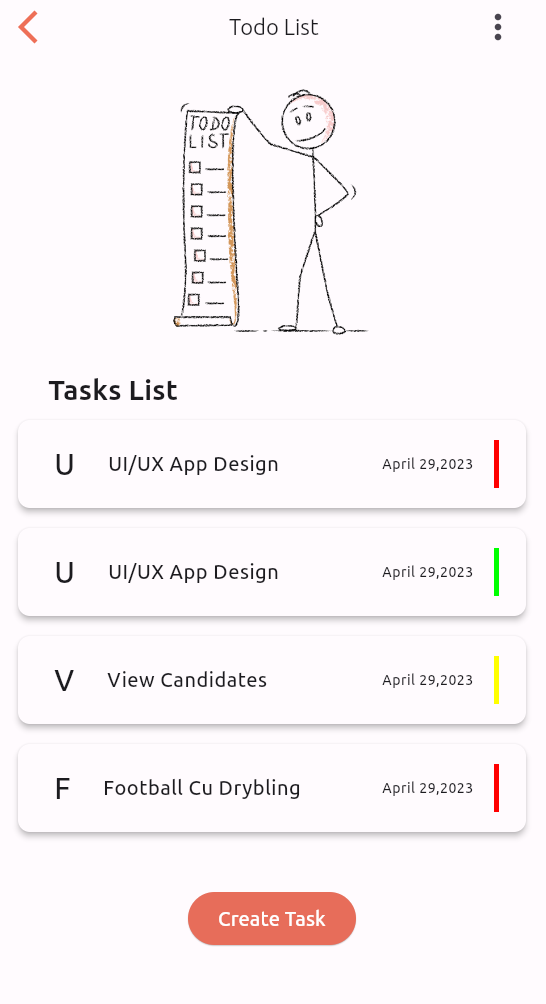 Todo List
TODO
LIST
Tasks List
U UI/UX App Design April 29,2023
U UI/UX App Design April 29,2023
V View Candidates April 29,2023
F Football Cu Drybling April 29,2023
Create Task